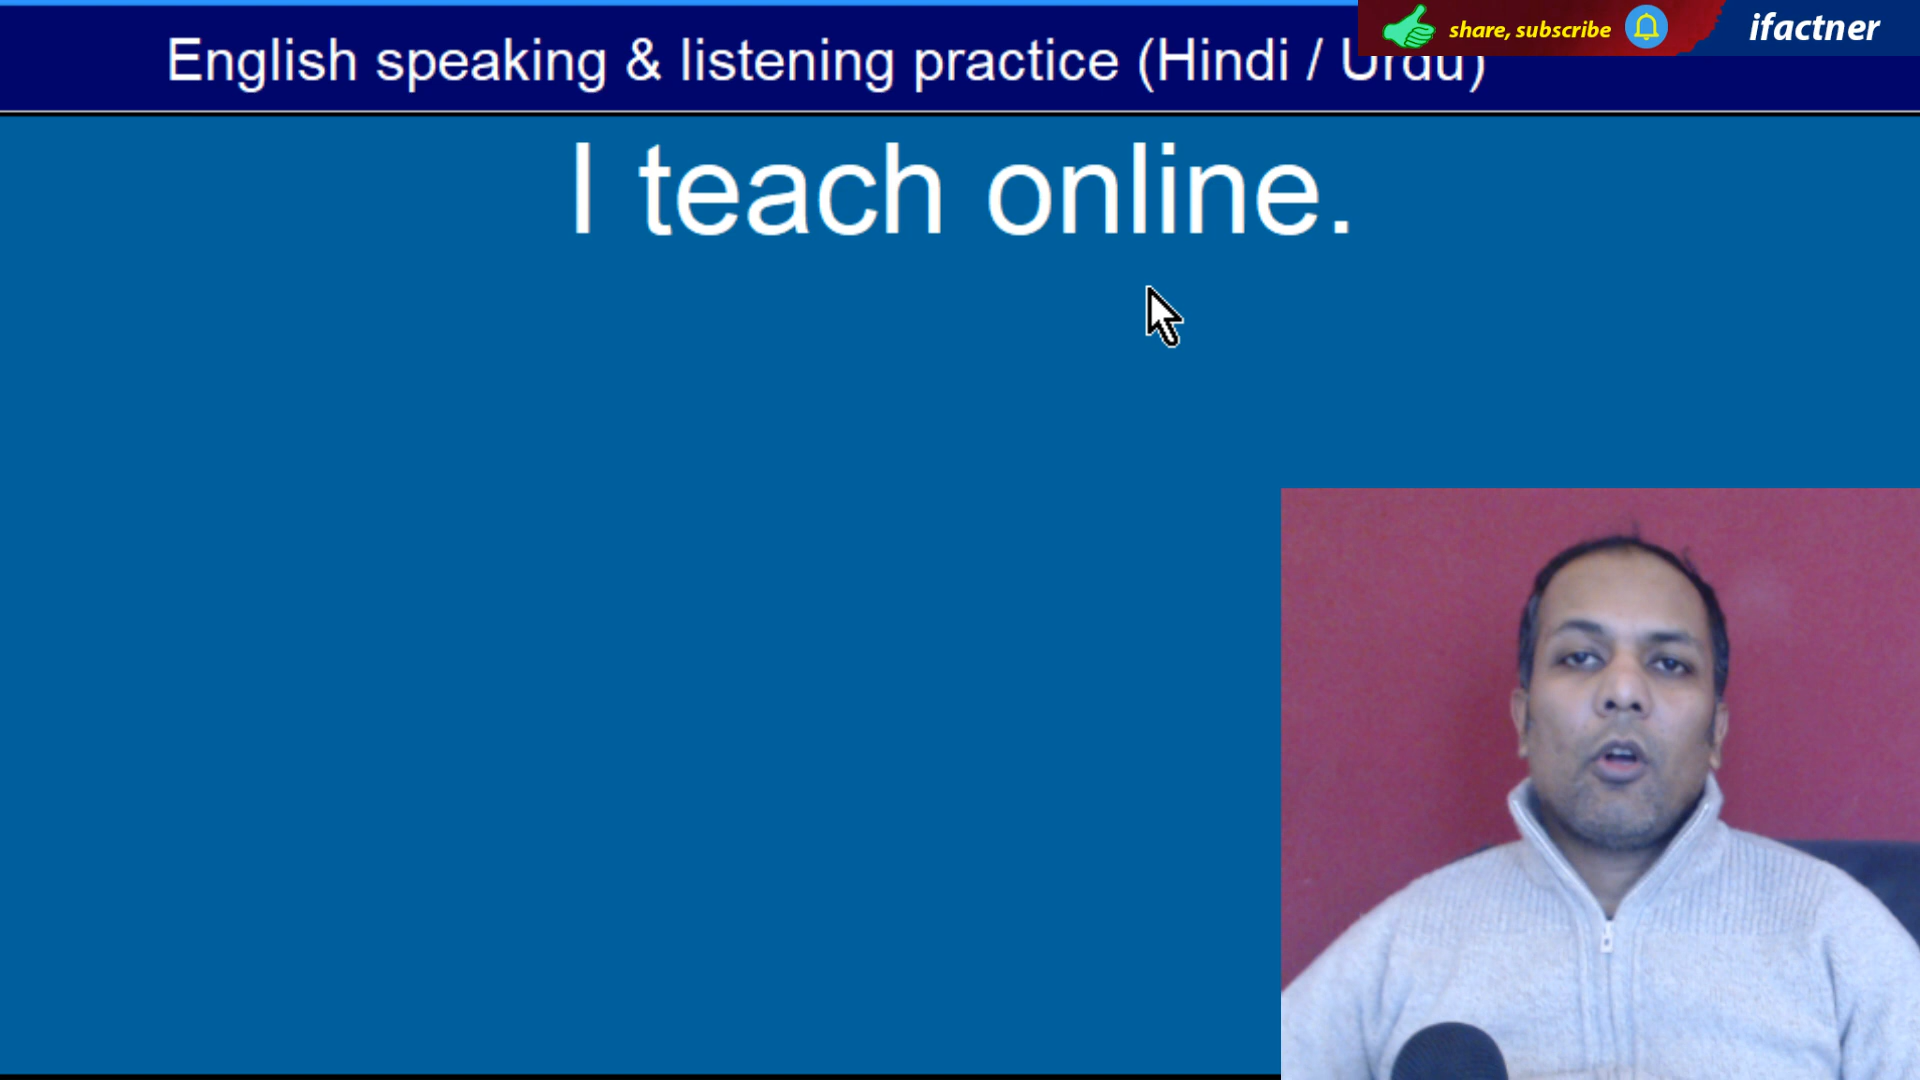 share, subscribe
ifactner
English speaking & listening practice (Hindi / Urdu)
I teach online.